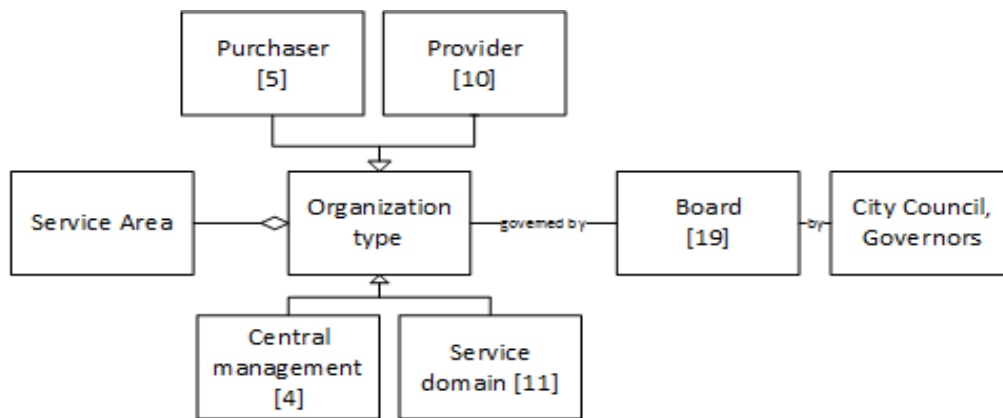 Purchaser
[5]
Provider
[10]
Service Area
Organization
type
governed by
Board
[19]
by
City Council,
Governors
Central
management
[4]
Service
domain [11]